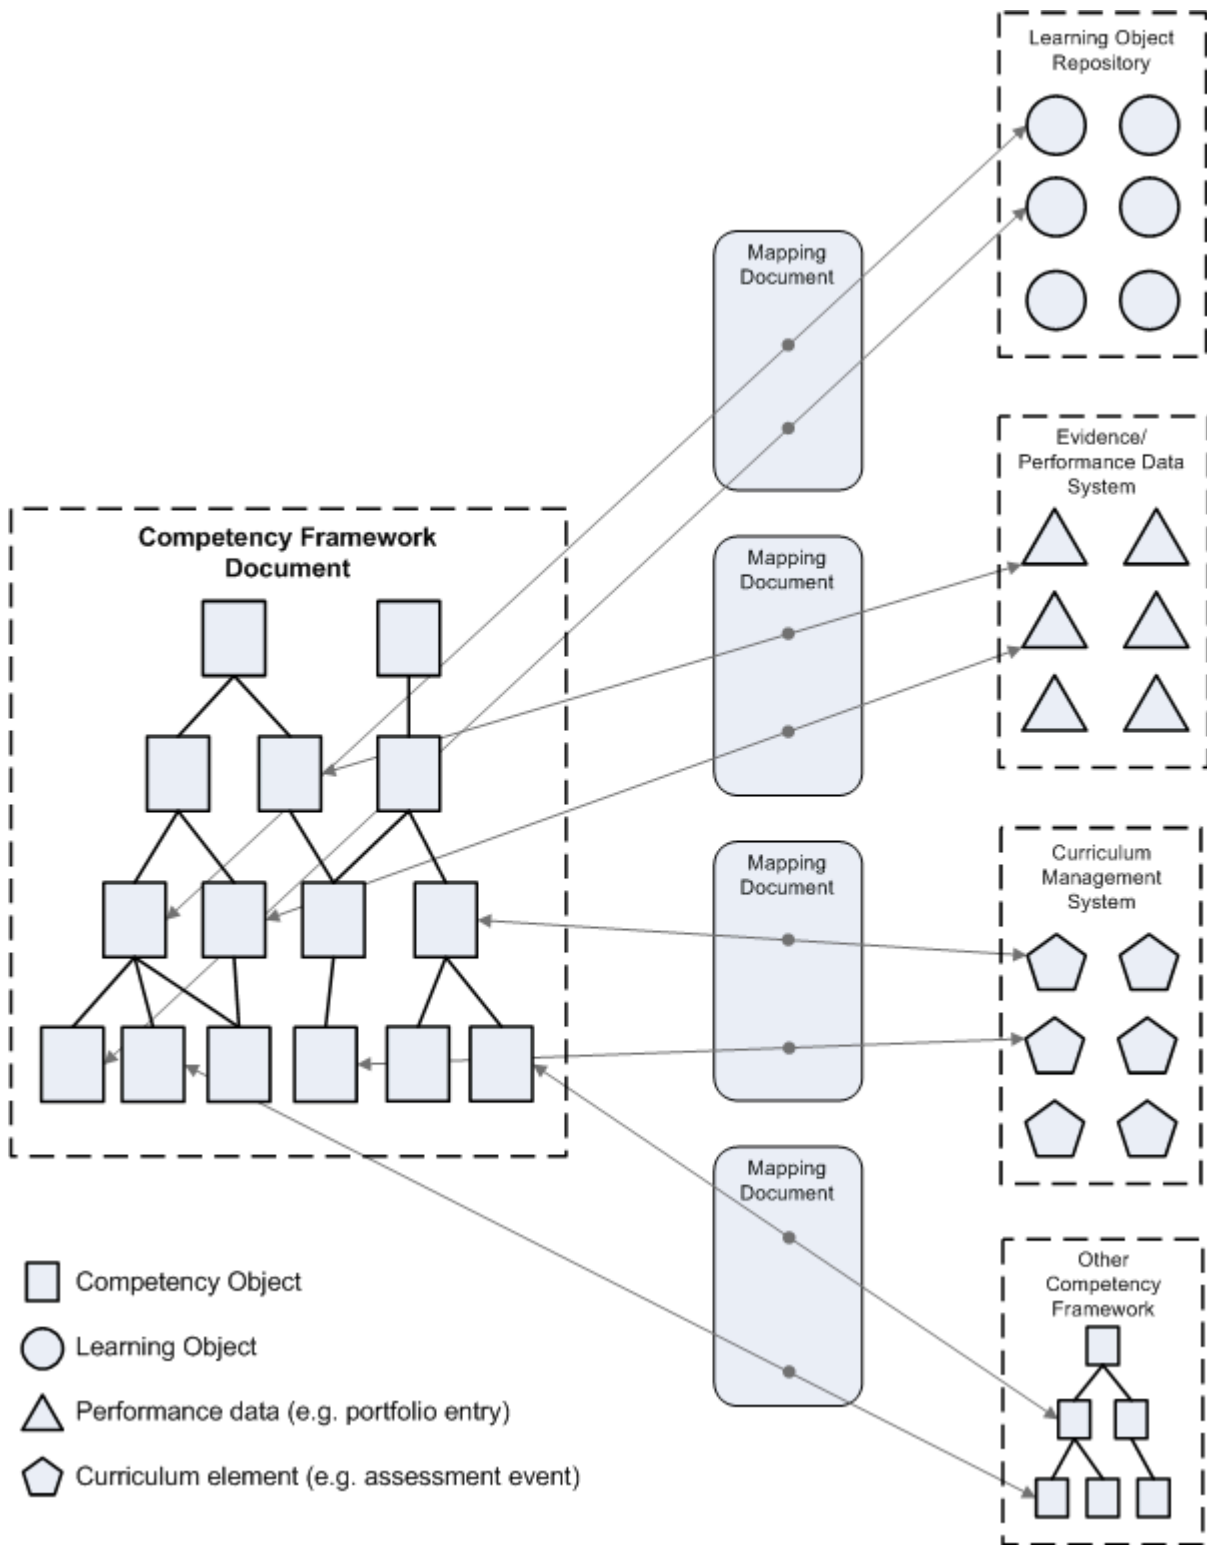 Learning Object
Repository
Mapping
Document
Evidence/
Performance Data
System
Competency Framework
Document
Mapping
Document
Curriculum
Management
System
Mapping
Document
Mapping
Document
Other
Competency
Framework
Competency Object
Learning Object
Performance data (e.g. portfolio entry)
Curriculum element (e.g. assessment event)